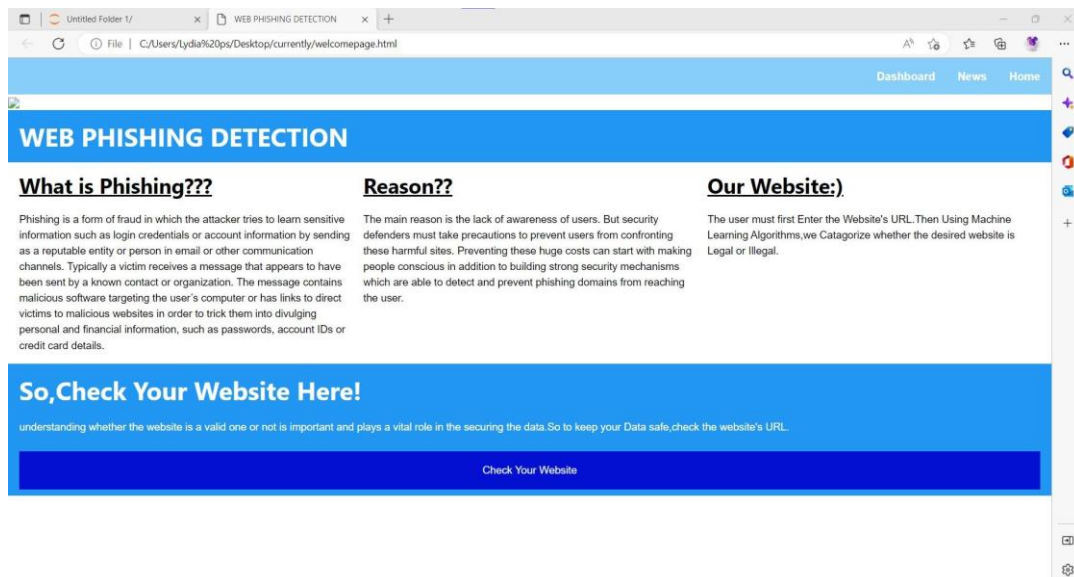 Untitled Folder 1/
WEB PHISHING DETECTION
File | C:/Users/Lydia%20ps/Desktop/currently/welcomepage.html
Dashboard News Home
WEB PHISHING DETECTION
What is Phishing???
Phishing is a form of fraud in which the attacker tries to learn sensitive
information such as login credentials or account information by sending
as a reputable entity or person in email or other communication
channels. Typically a victim receives a message that appears to have
been sent by a known contact or organization. The message contains
malicious software targeting the user's computer or has links to direct
victims to malicious websites in order to trick them into divulging
personal and financial information, such as passwords, account IDs or
credit card details.
Reason??
The main reason is the lack of awareness of users. But security
defenders must take precautions to prevent users from confronting
these harmful sites. Preventing these huge costs can start with making
people conscious in addition to building strong security mechanisms
which are able to detect and prevent phishing domains from reaching
the user.
Our Website:)
The user must first Enter the Website's URL.Then Using Machine
Learning Algorithms,we Catagorize whether the desired website is
Legal or Illegal.
So,Check Your Website Here!
understanding whether the website is a valid one or not is important and plays a vital role in the securing the data.So to keep your Data safe,check the website's URL.
Check Your Website